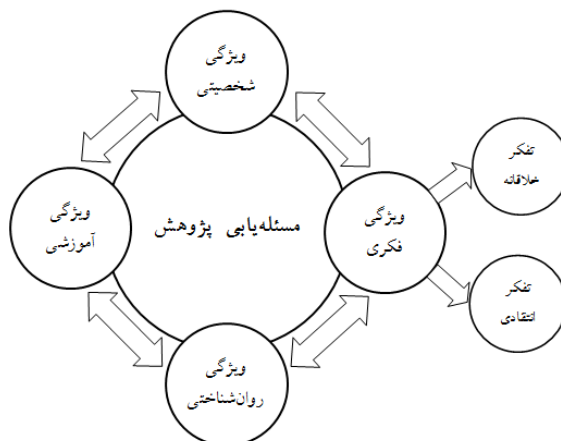 ویژگی
شخصیتی
تفکر
خلاقانه
ویژگی
فکری
مسئله‌یابی پژوهش
ویژگی
آموزشی
تفکر
انتقادی
ویژگی
روان‌شناختی